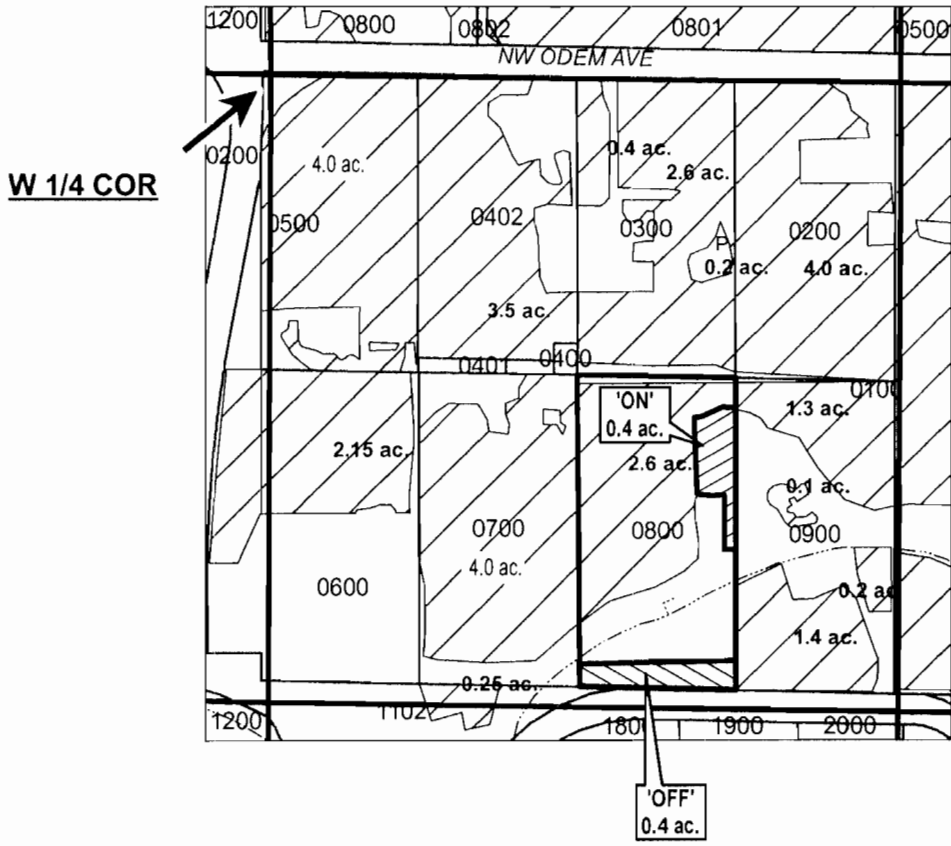 1200
0800
0802
0801
0500
NW ODEM AVE
W 1/4 COR
0200
4.0 ac.
0500
0402
3.5 ac.
0.4 ac.
2.6 ac.
0300
P
0.2 ac.
0200
4.0 ac.
0401
0400
0100
'ON'
0.4 ac.
1.3 ac.
2.15 ac.
2.6 ac.
0.1 ac.
0700
4.0 ac.
0800
0900
0600
0.2 ac
1.4 ac.
0.25 ac.
1200
1102
1800
1900
2000
'OFF'
0.4 ac.